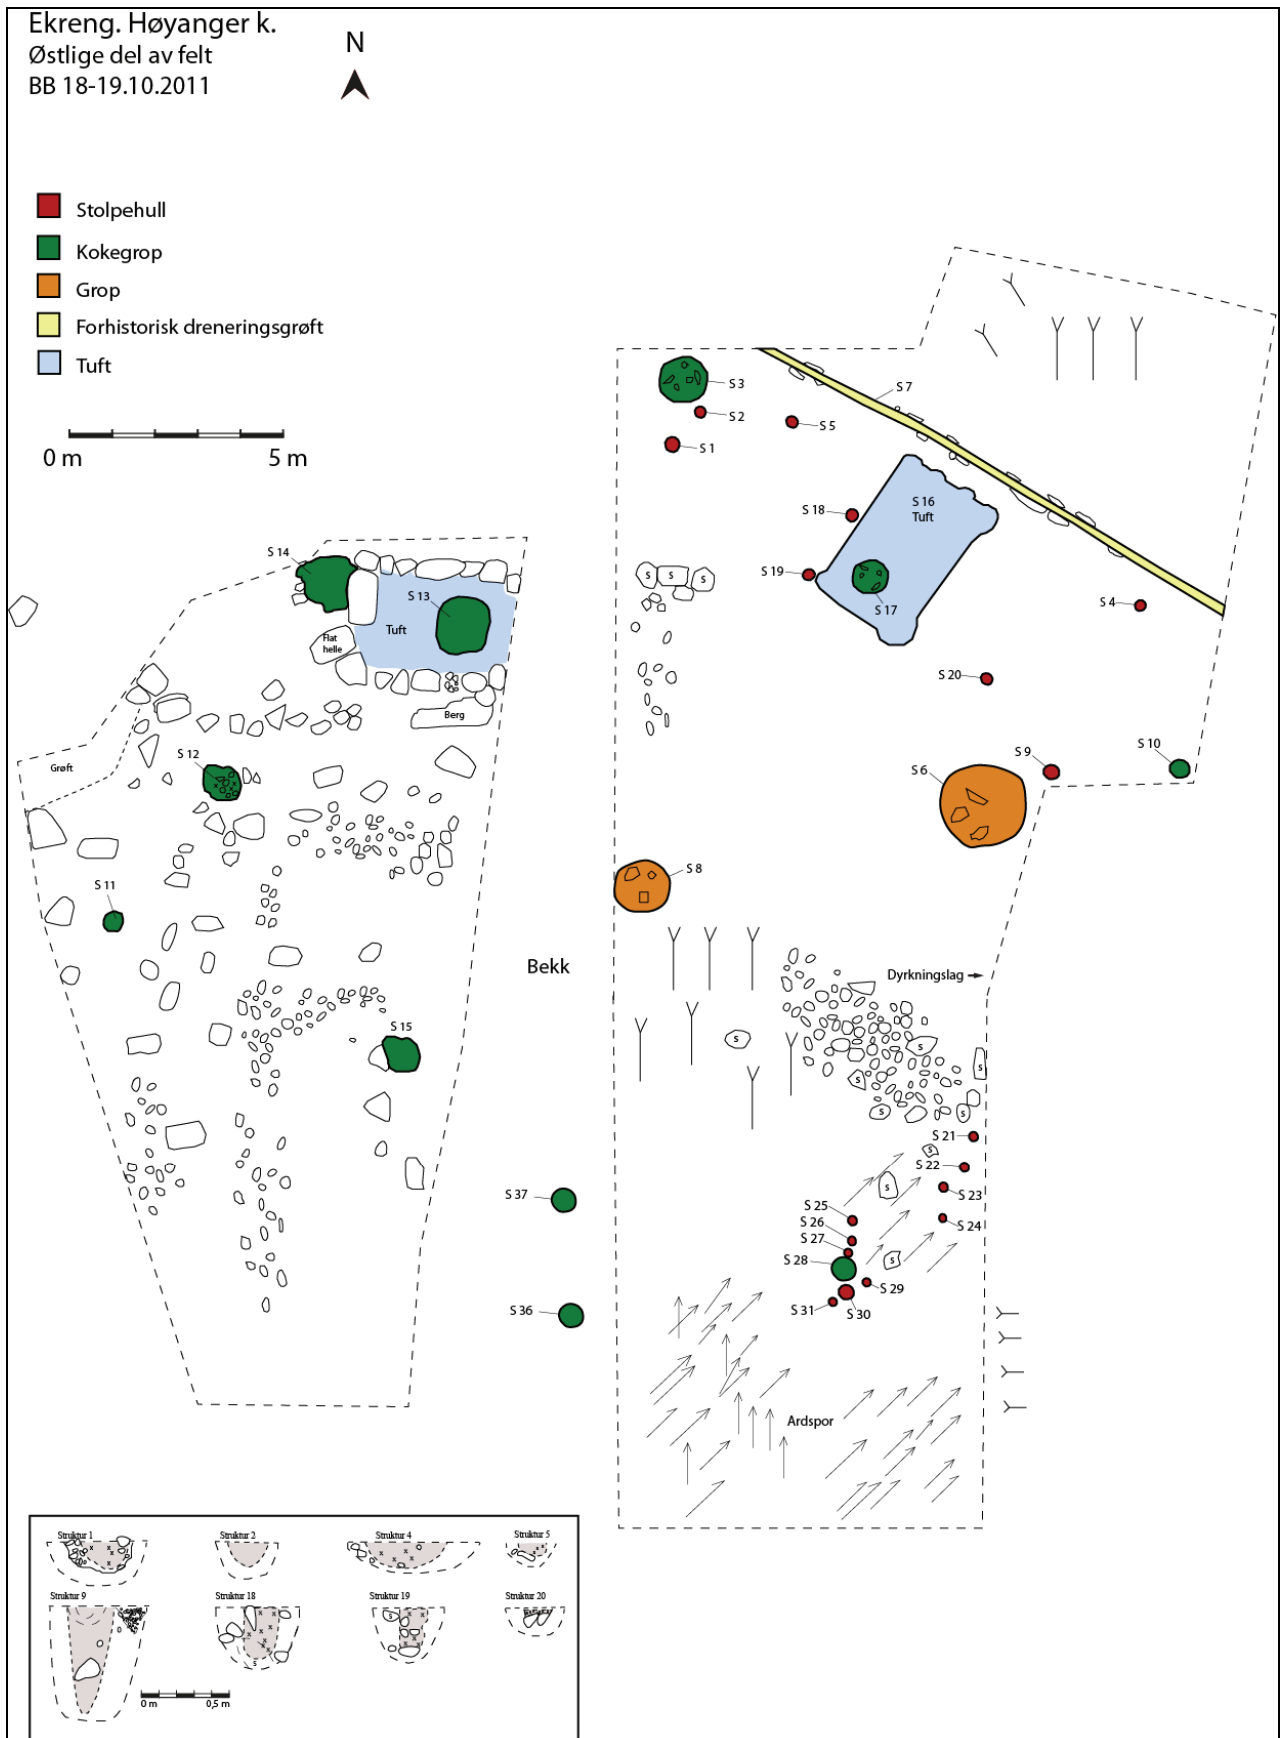 Ekreng. Høyanger k.
Østlige del av felt
BB 18-19.10.2011
N
Stolpehull
Kokegrop
Grop
Forhistorisk dreneringsgrøft
Tuft
0 m 5 m
S 3
S 2
S 1
S 5
S 7
S 16
Tuft
S 18
S 19
S 17
S 4
S 20
S 9
S 10
S 6
S 8
S 14
S 13
Tuft
Flat
helle
Berg
Grøft
S 12
S 11
S 15
S S S
Bekk
Dyrkningslag
S
S
S
S
S
S
S 21
S
S 22
S
S 23
S 24
S 25
S 26
S 27
S 28
S
S 29
S 30
S 31
S 37
S 36
Ardspor
Struktur 1
Struktur 2
Struktur 4
Struktur 5
Struktur 9
Struktur 18
Struktur 19
Struktur 20
S
S
0 m 0,5 m